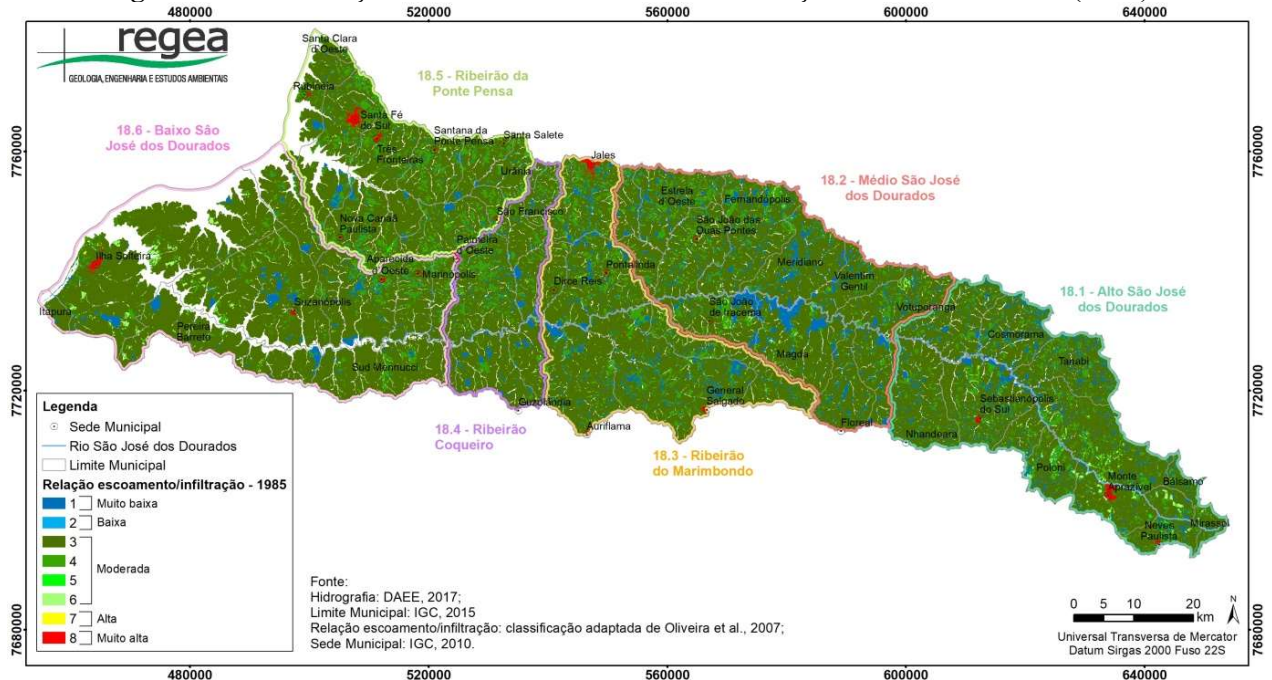 480000 520000 560000 600000 640000
regea
GEOLOGIA, ENGENHARIA E ESTUDOS AMBIENTAIS
Santa Clara
d'Oeste
Rubinéia
18.5 - Ribeirão da
Ponte Pensa
Santa Fé
do Sul
Três
Fronteiras
Santana da
Ponte Pensa
Santa Salete
18.6 - Baixo São
José dos Dourados
Urânia
Jales
7760000
7760000
18.2 - Médio São José
dos Dourados
Estrela
d'Oeste
Fernandópolis
São Francisco
Nova Canaã
Paulista
São João das
Duas Pontes
Palmeira
d'Oeste
Ilha Solteira
Aparecida
d'Oeste
Marinópolis
Pontalinda
Dirce Reis
Meridiano
Valentim
Gentil
18.1 - Alto São José
dos Dourados
Itapura
Suzanápolis
São João
de Iracema
Votuporanga
Pereira
Barreto
Cosmorama
Magda
Tanabi
Sud Mennucci
7720000
7720000
General
Salgado
Sebastianópolis
do Sul
Guzolândia
Auriflama
Floreal
Nhandeara
18.4 - Ribeirão
Coqueiro
18.3 - Ribeirão
do Marimbondo
Poloni
Monte
Aprazível
Bálsamo
Neves
Paulista
Mirassol
Legenda
Sede Municipal
Rio São José dos Dourados
Limite Municipal
Relação escoamento/infiltração - 1985
1 Muito baixa
2 Baixa
3
4
Moderada
5
6
7 Alta
8 Muito alta
Fonte:
Hidrografia: DAEE, 2017;
Limite Municipal: IGC, 2015
Relação escoamento/infiltração: classificação adaptada de Oliveira et al., 2007;
Sede Municipal: IGC, 2010.
0 5 10 20
km
N
Universal Transversa de Mercator
Datum Sirgas 2000 Fuso 22S
7680000
7680000
480000 520000 560000 600000 640000